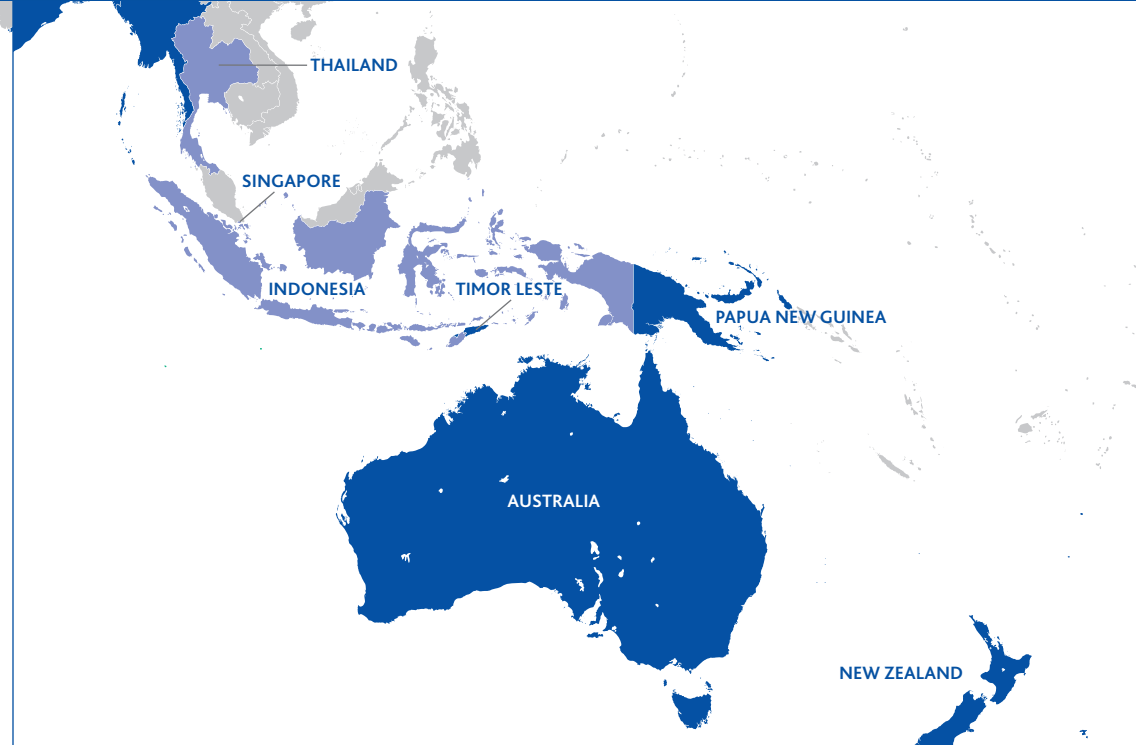 THAILAND
SINGAPORE
INDONESIA
TIMOR LESTE
PAPUA NEW GUINEA
AUSTRALIA
NEW ZEALAND